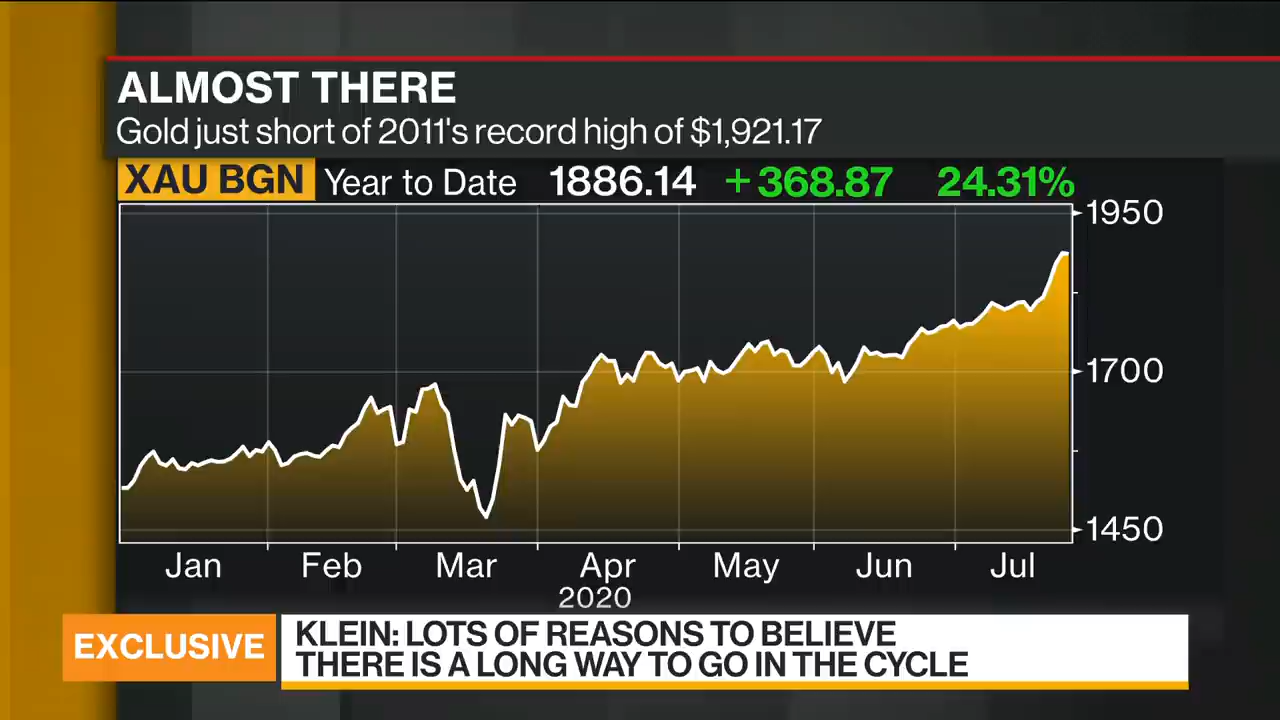 ALMOST THERE
Gold just short of 2011's record high of $1,921.17
XAU BGN Year to Date 1886.14 +368.87 24.31%
1950
1700
1450
Jan Feb Mar Apr May Jun Jul
2020
EXCLUSIVE
KLEIN: LOTS OF REASONS TO BELIEVE
THERE IS A LONG WAY TO GO IN THE CYCLE